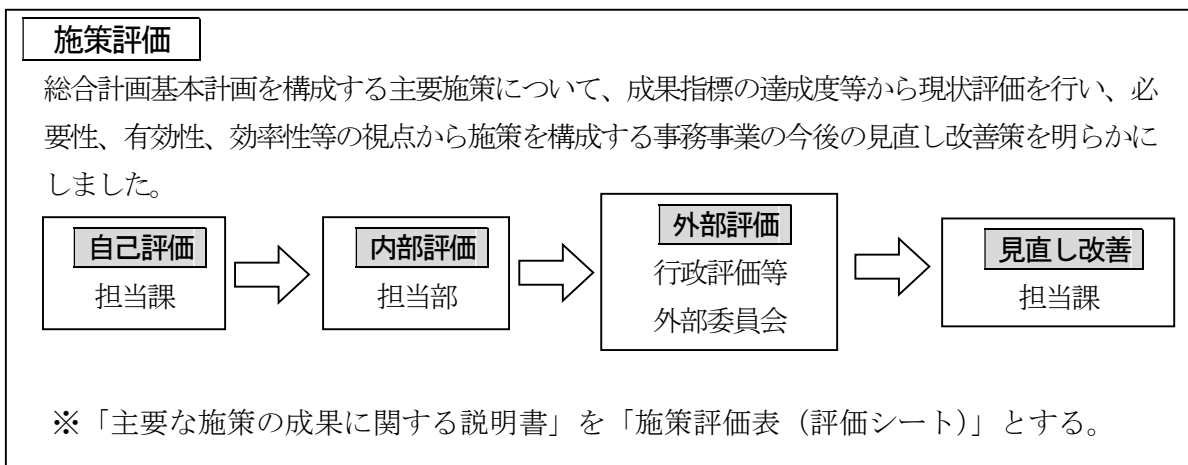 施策評価
総合計画基本計画を構成する主要施策について、成果指標の達成度等から現状評価を行い、必
要性、有効性、効率性等の視点から施策を構成する事務事業の今後の見直し改善策を明らかに
しました。
自己評価
担当課
内部評価
担当部
外部評価
行政評価等
外部委員会
見直し改善
担当課
※「主要な施策の成果に関する説明書」を「施策評価表（評価シート）」とする。